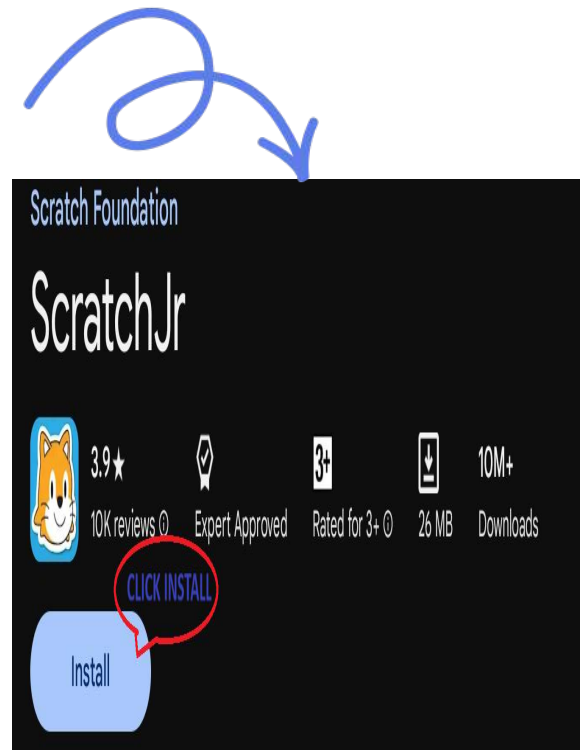 Scratch Foundation
ScratchJr
3.9★
3+
10M+
10K reviews
Expert Approved
Rated for 3+
26 MB
Downloads
CLICK INSTALL
Install